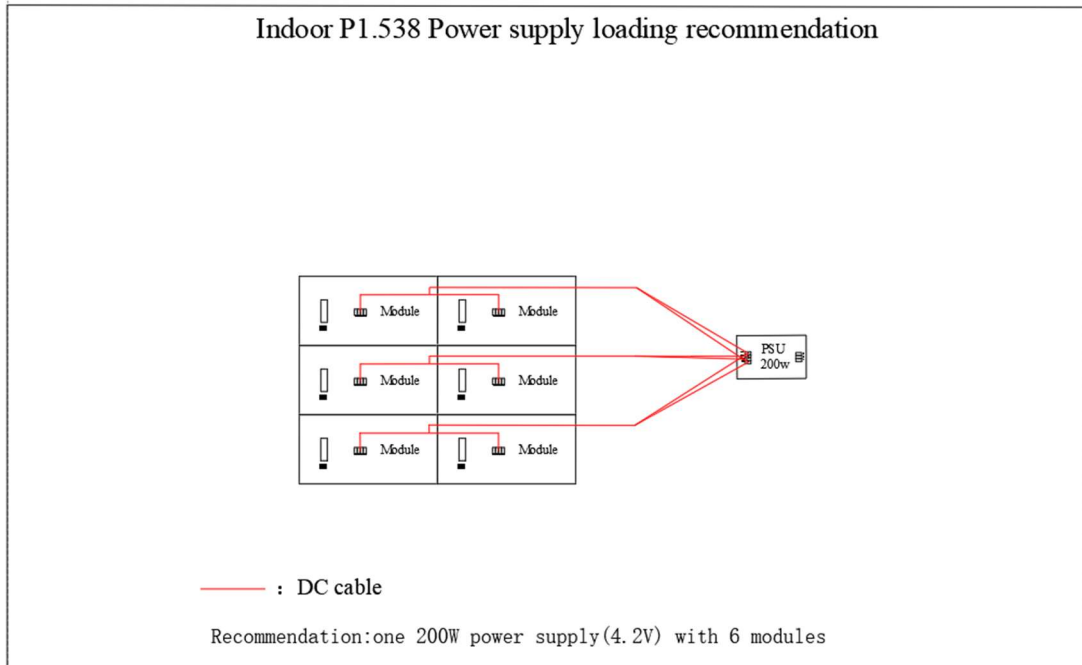 Indoor P1.538 Power supply loading recommendation
Module Module
PSU
200w
Module Module
Module Module
: DC cable
Recommendation:one 200W power supply(4.2V) with 6 modules